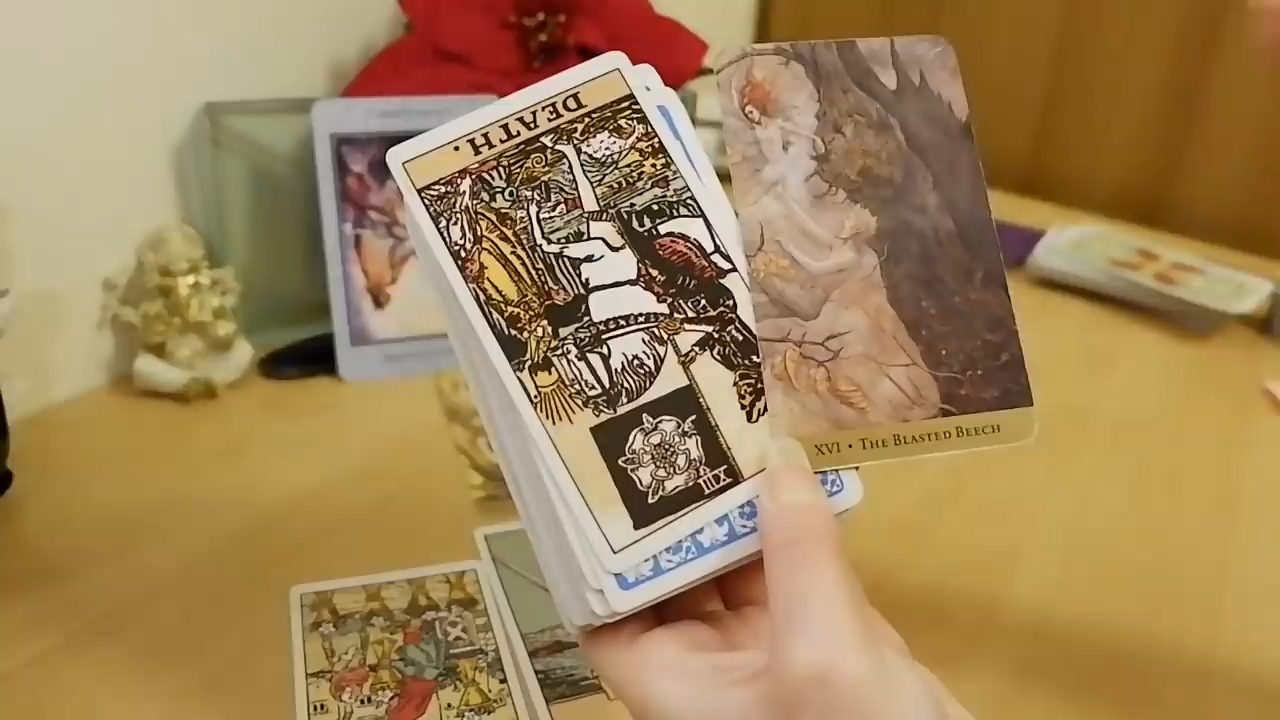 DEATH.
XIII
XVI • THE BLASTED BEECH